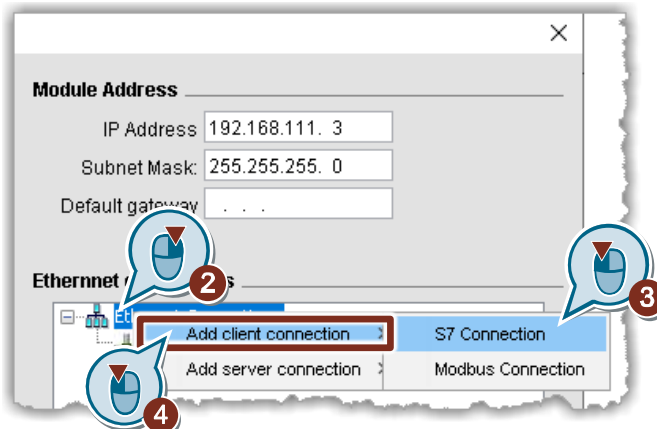 Module Address
IP Address 192.168.111. 3
Subnet Mask: 255.255.255. 0
Default gateway . . .
2
Ethernnet s
3
Add client connection S7 Connection
Add server connection Modbus Connection
4